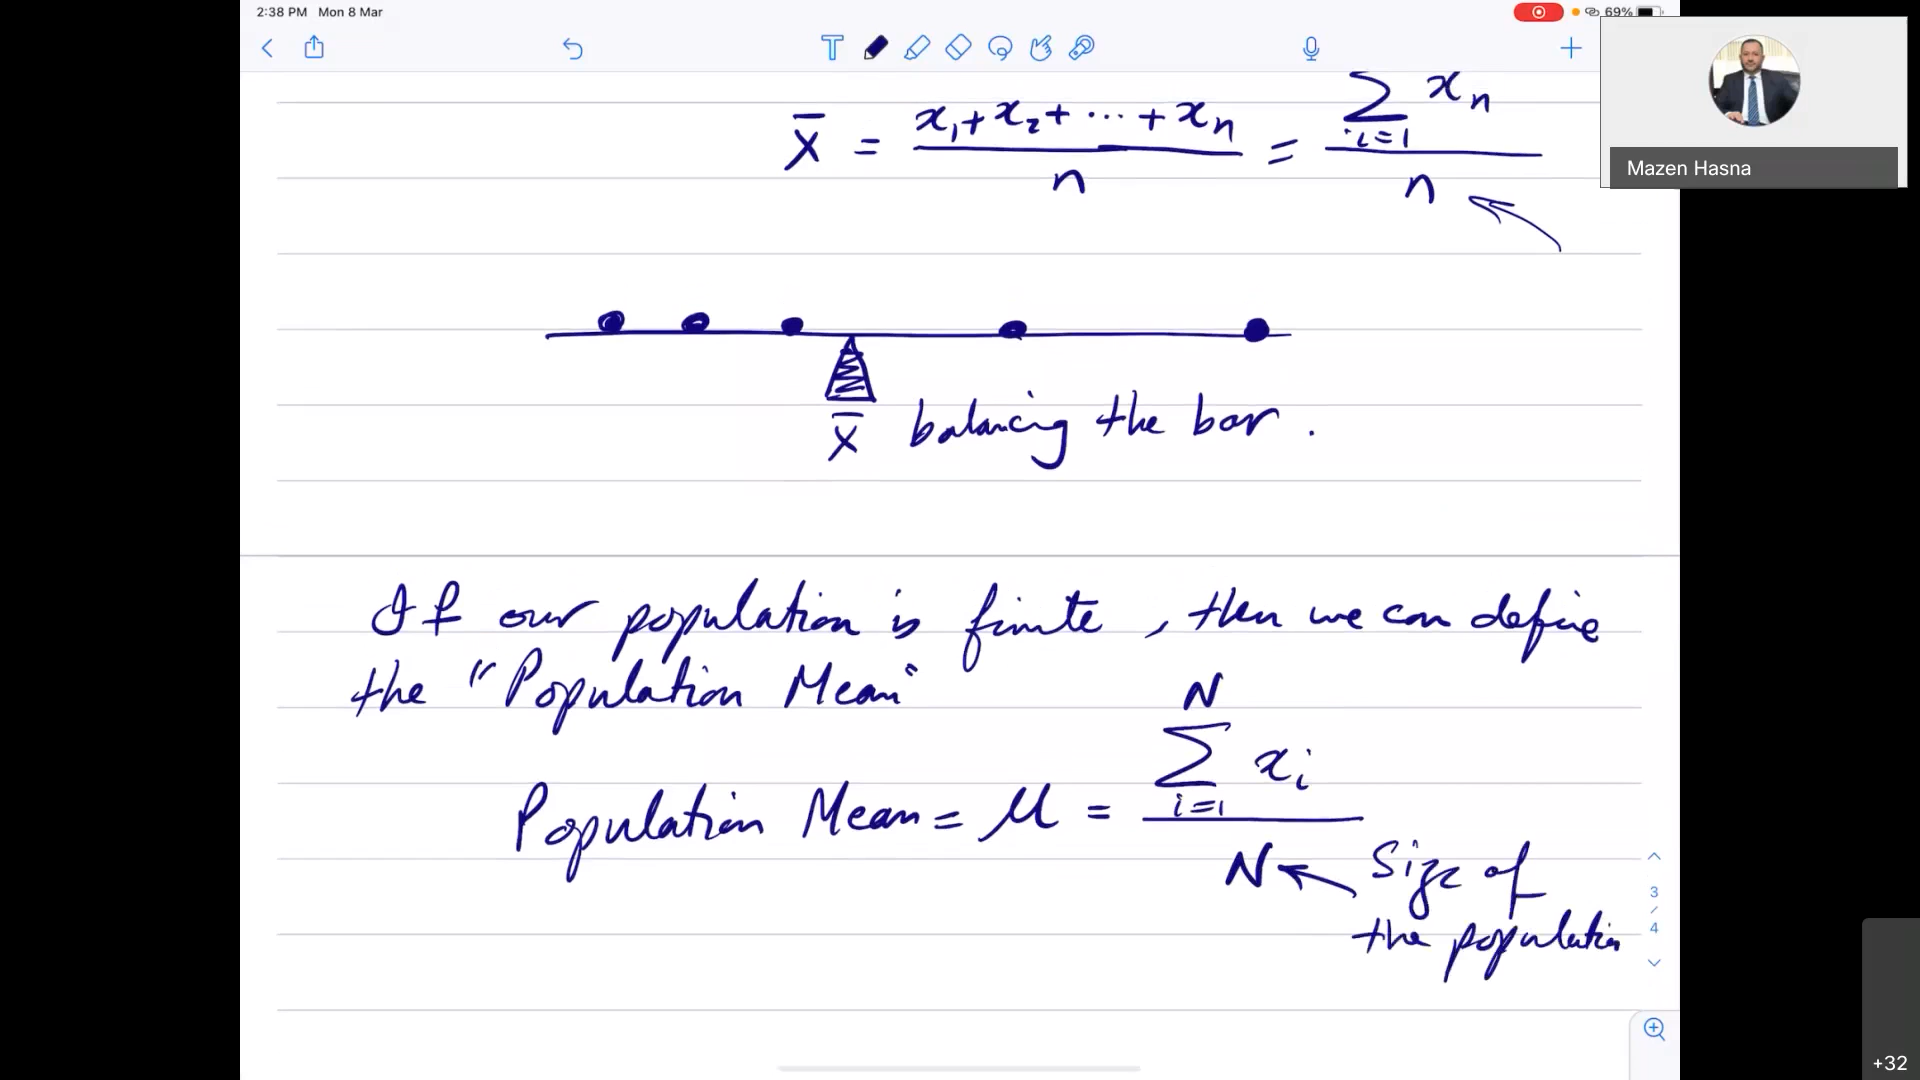 2:38 PM Mon 8 Mar
69%
Mazen Hasna
X̄ = x₁ + x₂ + ... + xₙ / n = Σ i=1 xₙ / n
X̄ balancing the bar.
If our population is finite, then we can define
the "Population Mean"
Population Mean = μ = Σ i=1 N xᵢ / N ← Size of
the population
3 / 4
+32